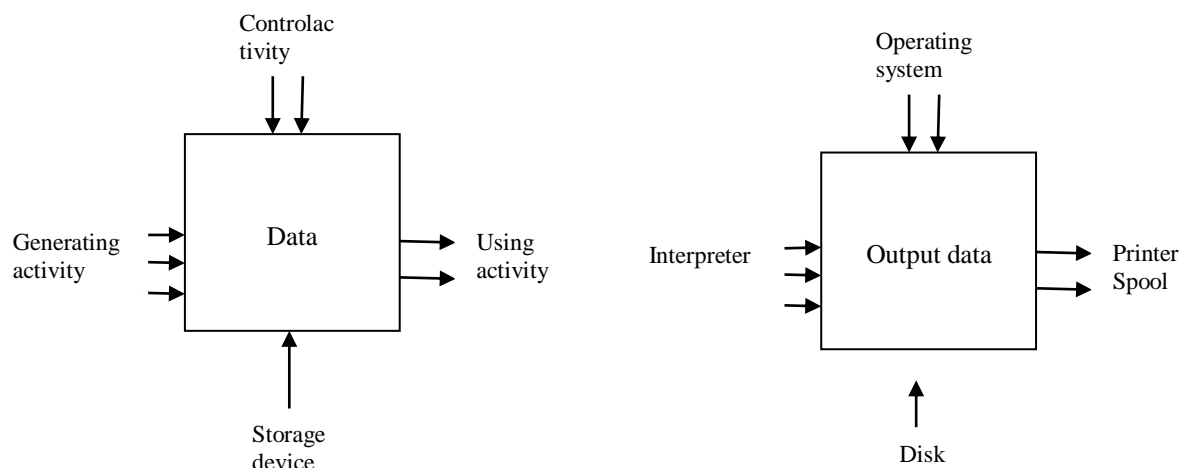 Controlac
tivity
Generating
activity
Data
Using
activity
Storage
device
Operating
system
Interpreter
Output data
Printer
Spool
Disk